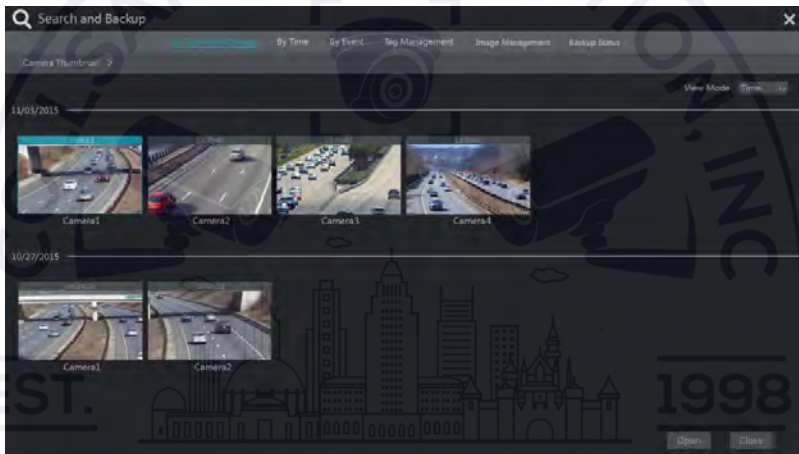 Search and Backup
By Time By Event Tag Management Image Management Backup Status
Camera Thumbnail
View Mode Time
11/03/2015
Camera1 Camera2 Camera3 Camera4
10/27/2015
Camera1 Camera2
EST. 1998
Open Close